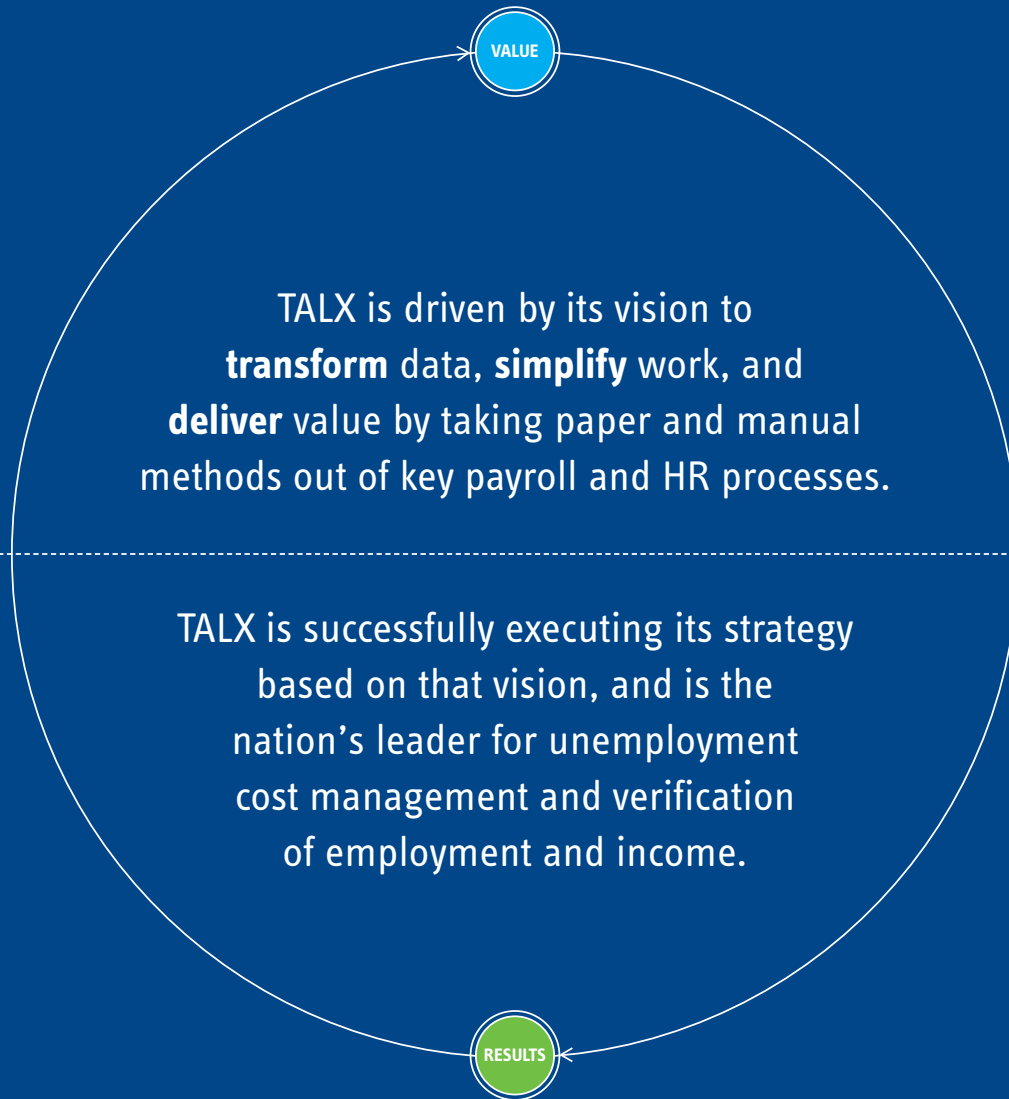 VALUE
TALX is driven by its vision to
transform data, simplify work, and
deliver value by taking paper and manual
methods out of key payroll and HR processes.
TALX is successfully executing its strategy
based on that vision, and is the
nation’s leader for unemployment
cost management and verification
of employment and income.
RESULTS